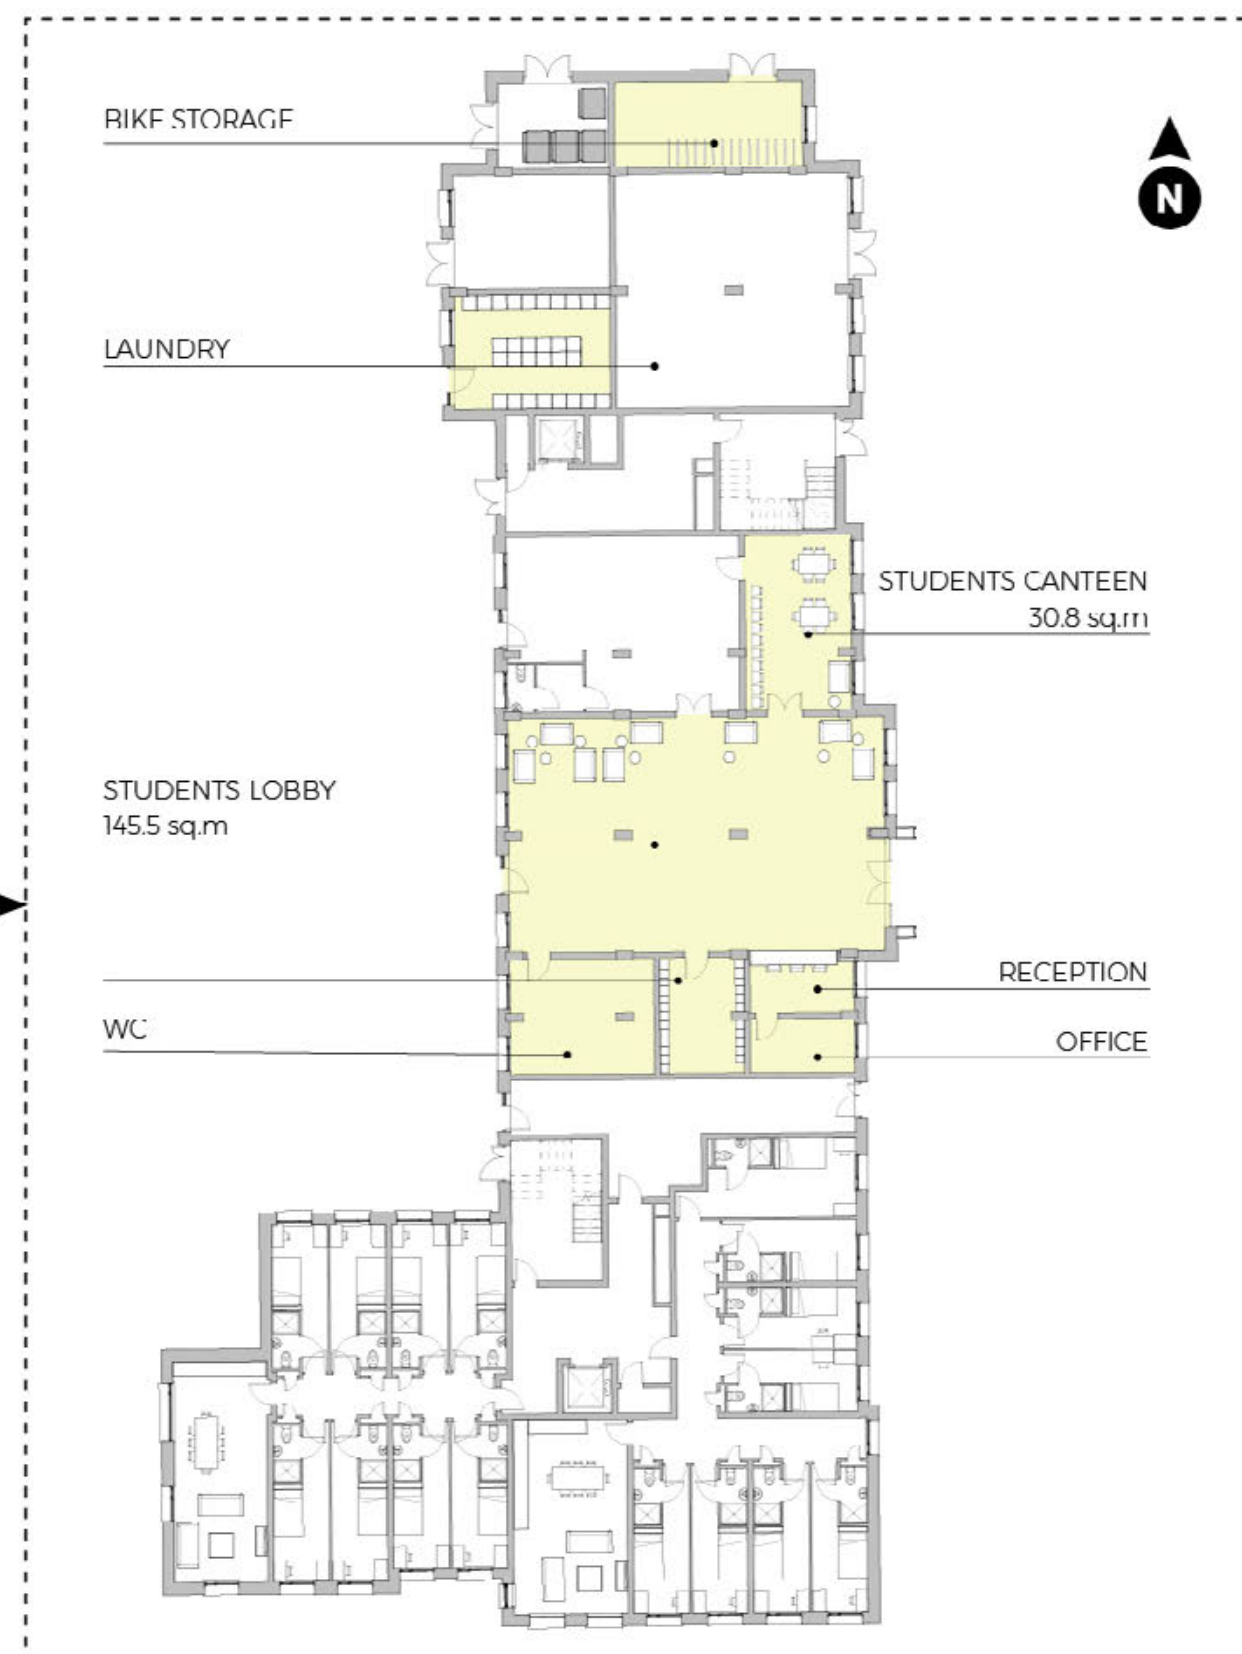 BIKE STORAGE
N
LAUNDRY
STUDENTS CANTEEN
30.8 sq.m
STUDENTS LOBBY
145.5 sq.m
RECEPTION
WC
OFFICE